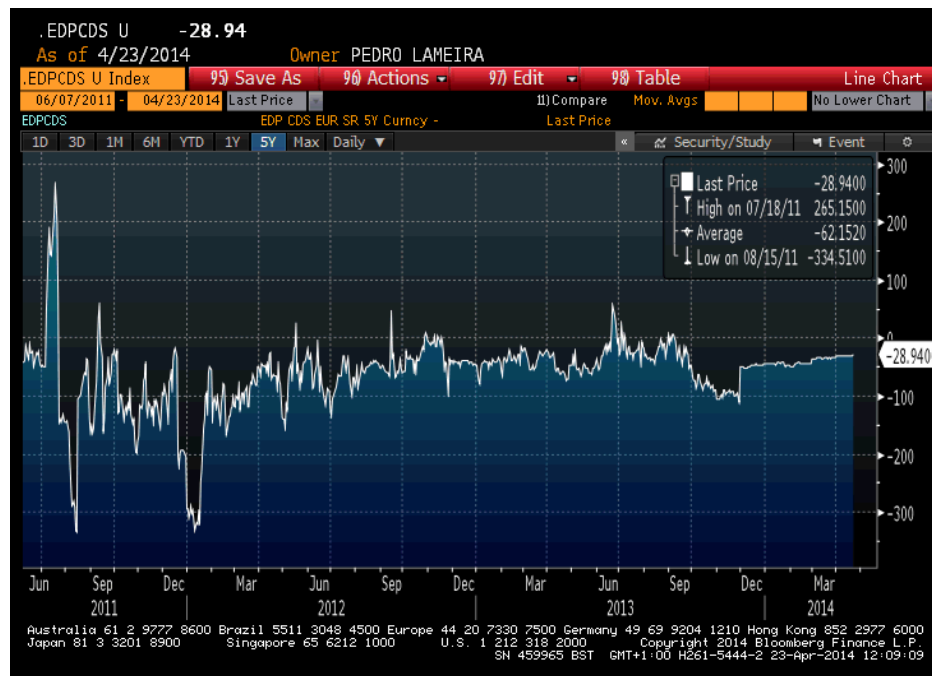 .EDPCDS U -28.94
As of 4/23/2014 Owner PEDRO LAMEIRA
.EDPCDS U Index 95) Save As 96) Actions 97) Edit 98) Table Line Chart
06/07/2011 - 04/23/2014 Last Price 11) Compare Mov. Avgs No Lower Chart
EDPCDS EDP CDS EUR SR 5Y Curncy - Last Price
1D 3D 1M 6M YTD 1Y 5Y Max Daily ▼ « Security/Study Event
300
Last Price -28.9400
High on 07/18/11 265.1500
200
Average -62.1520
Low on 08/15/11 -334.5100
100
0
-28.940
-100
-200
-300
Jun Sep Dec Mar Jun Sep Dec Mar Jun Sep Dec Mar
2011 2012 2013 2014
Australia 61 2 9777 8600 Brazil 5511 3048 4500 Europe 44 20 7330 7500 Germany 49 69 9204 1210 Hong Kong 852 2977 6000
Japan 81 3 3201 8900 Singapore 65 6212 1000 U.S. 1 212 318 2000 Copyright 2014 Bloomberg Finance L.P.
SN 459965 BST GMT+1:00 H261-5444-2 23-Apr-2014 12:09:09